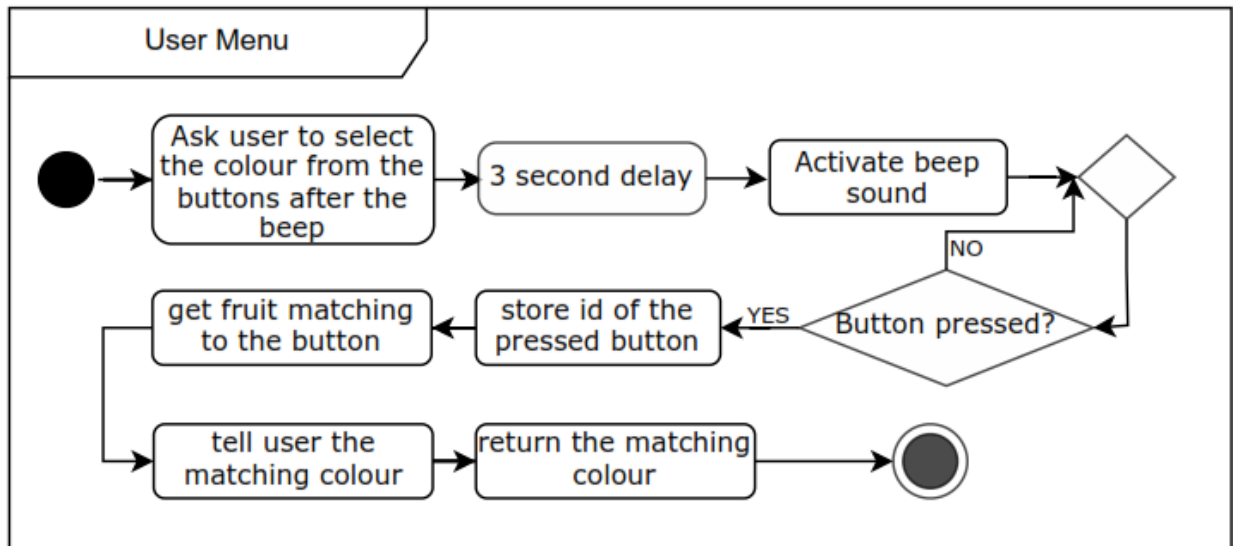 User Menu
Ask user to select
the colour from the
buttons after the
beep
3 second delay
Activate beep
sound
NO
get fruit matching
to the button
store id of the
pressed button
YES
Button pressed?
tell user the
matching colour
return the matching
colour